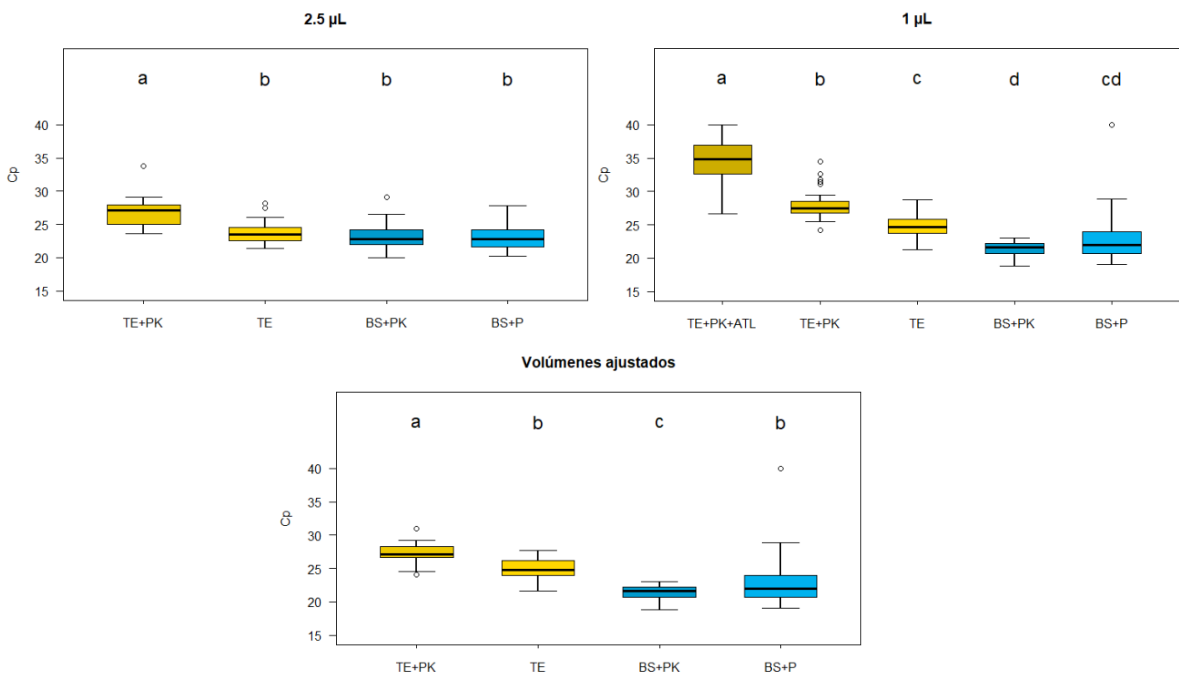 2.5 µL
a b b b
Cp
40
35
30
25
20
15
TE+PK TE BS+PK BS+P
1 µL
a b c d cd
Cp
40
35
30
25
20
15
TE+PK+ATL TE+PK TE BS+PK BS+P
Volúmenes ajustados
a b c b
Cp
40
35
30
25
20
15
TE+PK TE BS+PK BS+P